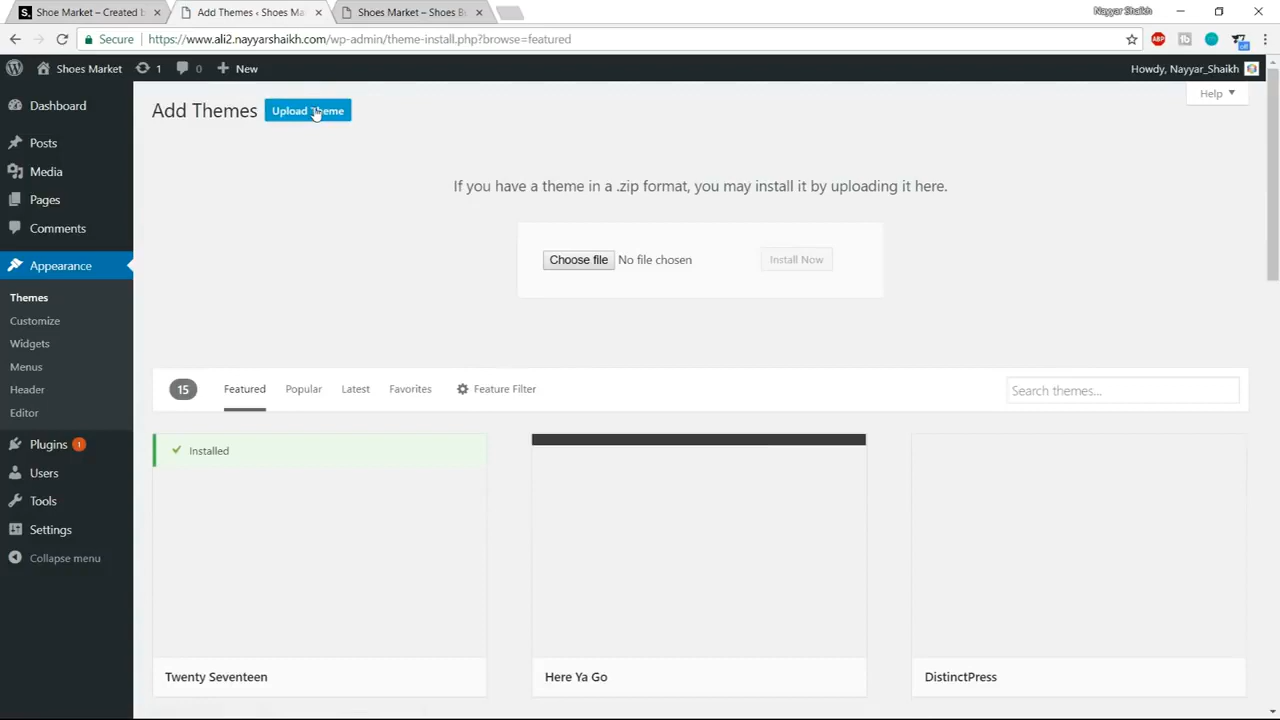 Shoe Market – Created b
Add Themes ‹ Shoes Ma
Shoes Market – Shoes B
Nayyar Shaikh
Secure
https://www.ali2.nayyarshaikh.com/wp-admin/theme-install.php?browse=featured
ABP
off
Shoes Market
1
0
New
Howdy, Nayyar_Shaikh
Dashboard
Posts
Media
Pages
Comments
Appearance
Themes
Customize
Widgets
Menus
Header
Editor
Plugins 1
Users
Tools
Settings
Collapse menu
Add Themes
Upload Theme
Help
If you have a theme in a .zip format, you may install it by uploading it here.
Choose file No file chosen
Install Now
15
Featured
Popular
Latest
Favorites
Feature Filter
Search themes...
Installed
Twenty Seventeen
Here Ya Go
DistinctPress